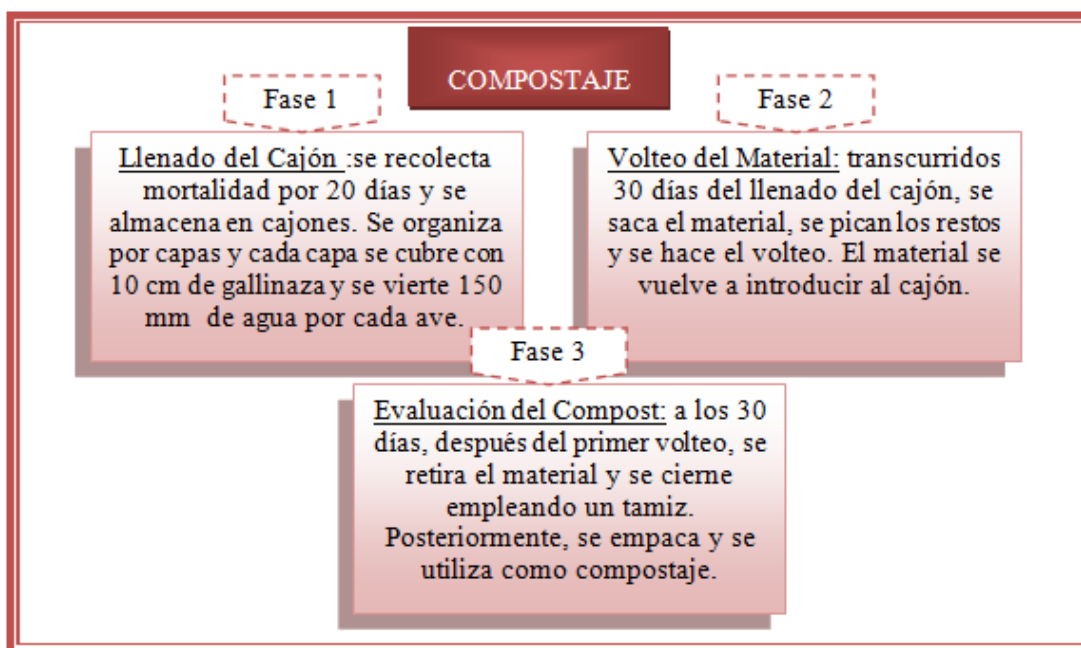 COMPOSTAJE
Fase 1
Llenado del Cajón :se recolecta
mortalidad por 20 días y se
almacena en cajones. Se organiza
por capas y cada capa se cubre con
10 cm de gallinaza y se vierte 150
mm de agua por cada ave.
Fase 2
Volteo del Material: transcurridos
30 días del llenado del cajón, se
saca el material, se pican los restos
y se hace el volteo. El material se
vuelve a introducir al cajón.
Fase 3
Evaluación del Compost: a los 30
días, después del primer volteo, se
retira el material y se cierne
empleando un tamiz.
Posteriormente, se empaca y se
utiliza como compostaje.